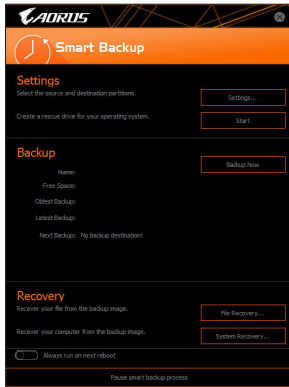 AORUS
Smart Backup
Settings
Select the source and destination partitions.
Settings...
Create a rescue drive for your operating system.
Start
Backup
Backup Now
Name:
Free Space:
Oldest Backup:
Latest Backup:
Next Backup: No backup destination!
Recovery
Recover your file from the backup image.
File Recovery...
Recover your computer from the backup image.
System Recovery...
Always run on next reboot
Pause smart backup process